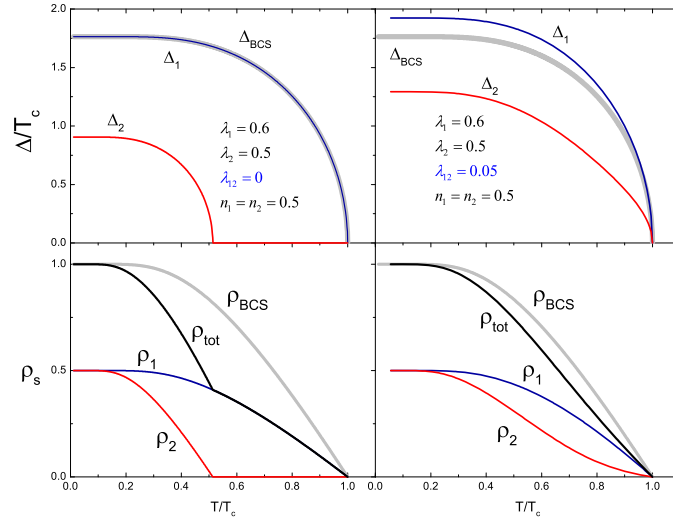 2.0
1.5
1.0
0.5
0.0
Δ/T_c
Δ_BCS
Δ_1
Δ_2
λ_1 = 0.6
λ_2 = 0.5
λ_12 = 0
n_1 = n_2 = 0.5
Δ_1
Δ_BCS
Δ_2
λ_1 = 0.6
λ_2 = 0.5
λ_12 = 0.05
n_1 = n_2 = 0.5
1.0
0.5
0.0
ρ_s
ρ_BCS
ρ_tot
ρ_1
ρ_2
0.0 0.2 0.4 0.6 0.8 1.0
T/T_c
ρ_BCS
ρ_tot
ρ_1
ρ_2
0.0 0.2 0.4 0.6 0.8 1.0
T/T_c